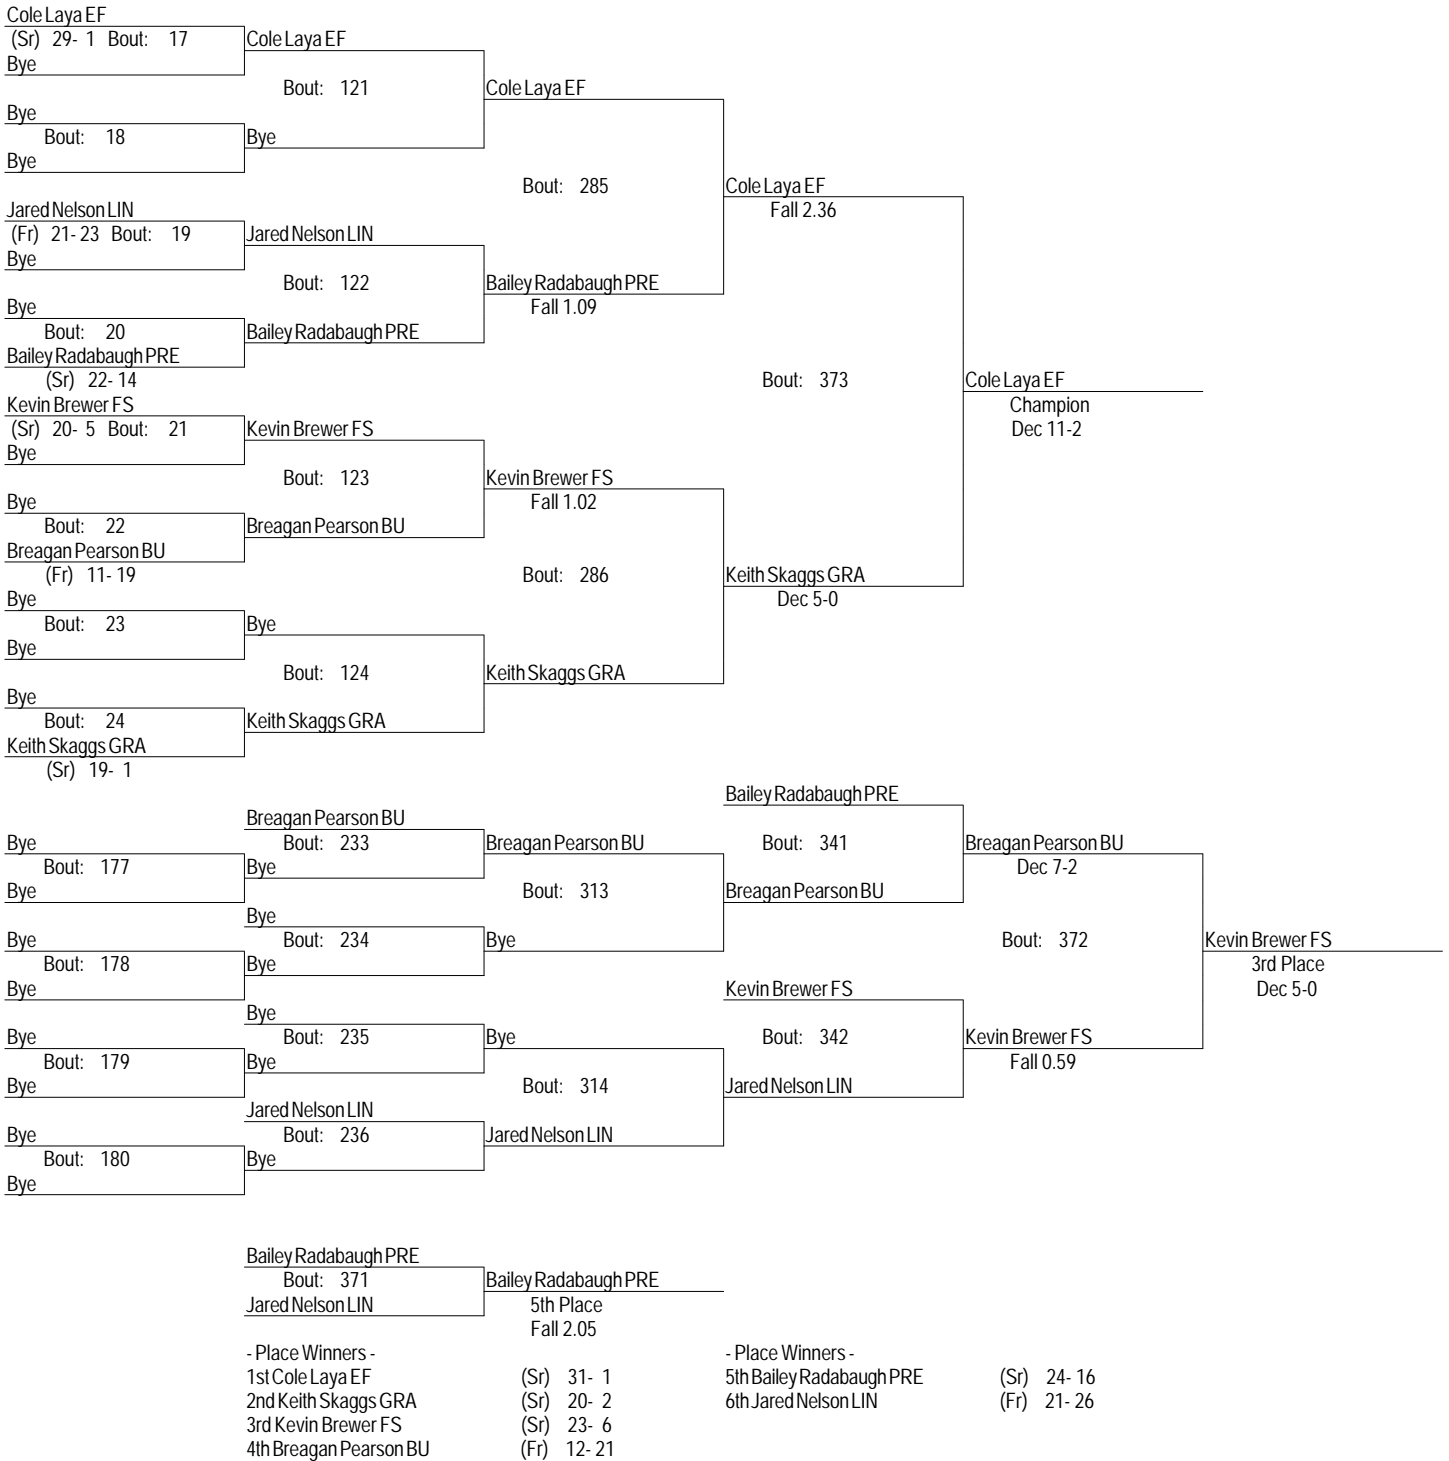 Cole Laya EF
(Sr) 29- 1 Bout: 17 Cole Laya EF
Bye
Bout: 121 Cole Laya EF
Bye
Bout: 18 Bye
Bye
Bout: 285 Cole Laya EF
Jared Nelson LIN Fall 2.36
(Fr) 21- 23 Bout: 19 Jared Nelson LIN
Bye
Bout: 122 Bailey Radabaugh PRE
Bye Fall 1.09
Bout: 20 Bailey Radabaugh PRE
Bailey Radabaugh PRE
(Sr) 22- 14 Bout: 373 Cole Laya EF
Kevin Brewer FS Champion
(Sr) 20- 5 Bout: 21 Kevin Brewer FS Dec 11-2
Bye
Bout: 123 Kevin Brewer FS
Bye Fall 1.02
Bout: 22 Breagan Pearson BU
Breagan Pearson BU
(Fr) 11- 19 Bout: 286 Keith Skaggs GRA
Bye Dec 5-0
Bout: 23 Bye
Bye
Bout: 124 Keith Skaggs GRA
Bye
Bout: 24 Keith Skaggs GRA
Keith Skaggs GRA
(Sr) 19- 1
Bailey Radabaugh PRE
Breagan Pearson BU
Bye Bout: 233 Breagan Pearson BU Bout: 341 Breagan Pearson BU
Bout: 177 Bye Dec 7-2
Bye Bout: 313 Breagan Pearson BU
Bye
Bye Bout: 234 Bye Bout: 372 Kevin Brewer FS
Bout: 178 Bye 3rd Place
Bye Kevin Brewer FS Dec 5-0
Bye
Bye Bout: 235 Bye Bout: 342 Kevin Brewer FS
Bout: 179 Bye Fall 0.59
Bye Bout: 314 Jared Nelson LIN
Jared Nelson LIN
Bye Bout: 236 Jared Nelson LIN
Bout: 180 Bye
Bye
Bailey Radabaugh PRE
Bout: 371 Bailey Radabaugh PRE
Jared Nelson LIN 5th Place
Fall 2.05
- Place Winners - - Place Winners -
1st Cole Laya EF (Sr) 31- 1 5th Bailey Radabaugh PRE (Sr) 24- 16
2nd Keith Skaggs GRA (Sr) 20- 2 6th Jared Nelson LIN (Fr) 21- 26
3rd Kevin Brewer FS (Sr) 23- 6
4th Breagan Pearson BU (Fr) 12- 21